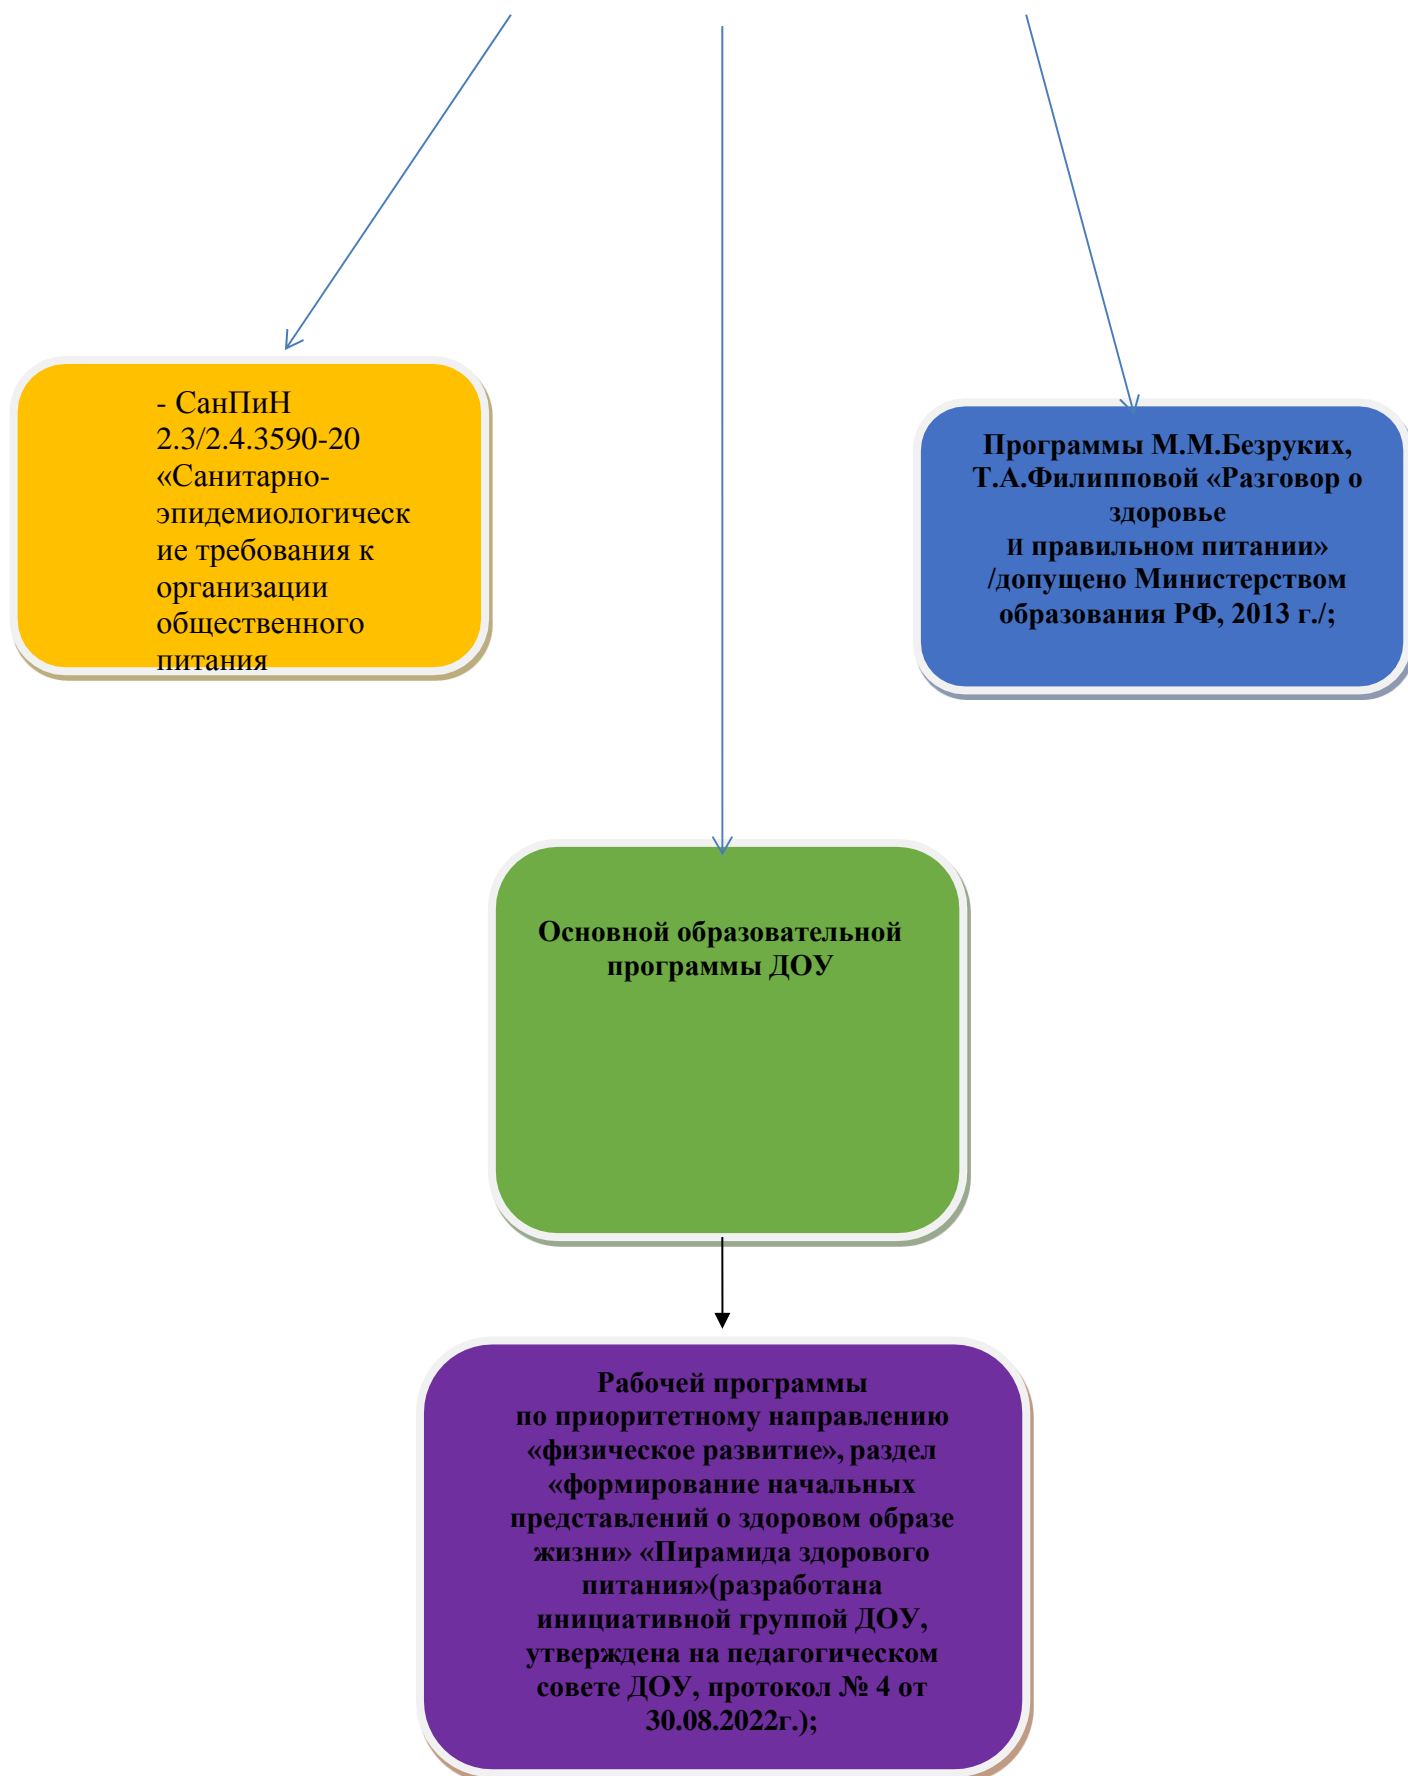 - СанПиН
2.3/2.4.3590-20
«Санитарно-
эпидемиологическ
ие требования к
организации
общественного
питания
Программы М.М.Безруких,
Т.А.Филипповой «Разговор о
здоровье
И правильном питании»
/допущено Министерством
образования РФ, 2013 г./;
Основной образовательной
программы ДОУ
Рабочей программы
по приоритетному направлению
«физическое развитие», раздел
«формирование начальных
представлений о здоровом образе
жизни» «Пирамида здорового
питания»(разработана
инициативной группой ДОУ,
утверждена на педагогическом
совете ДОУ, протокол № 4 от
30.08.2022г.);